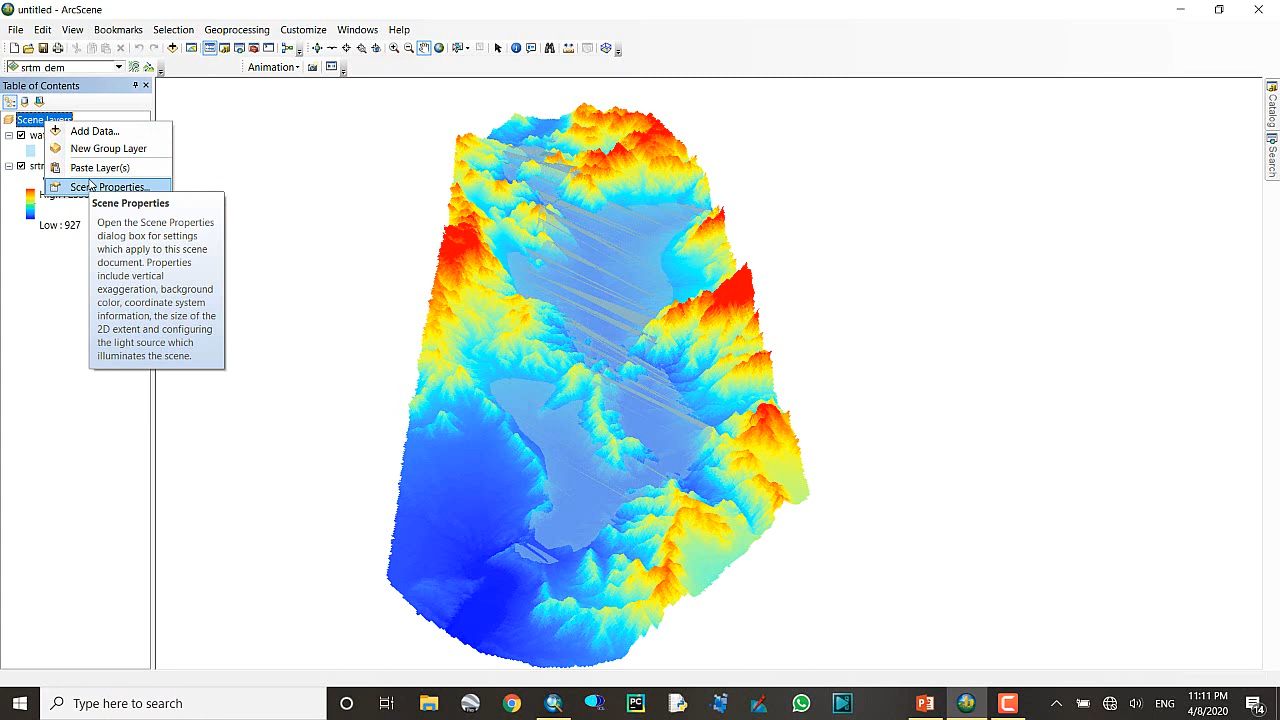 untitled - ArcScene
File Edit View Bookmarks Selection Geoprocessing Customize Windows Help
srtm_dem
Animation
Table of Contents
Scene layers
Add Data...
New Group Layer
Paste Layer(s)
Scene Properties...
Low : 927
Scene Properties
Open the Scene Properties
dialog box for settings
which apply to this scene
document. Properties
include vertical
exaggeration, background
color, coordinate system
information, the size of the
2D extent and configuring
the light source which
illuminates the scene.
Catalog
Search
Type here to search
PC
ENG
11:11 PM
4/8/2020
14